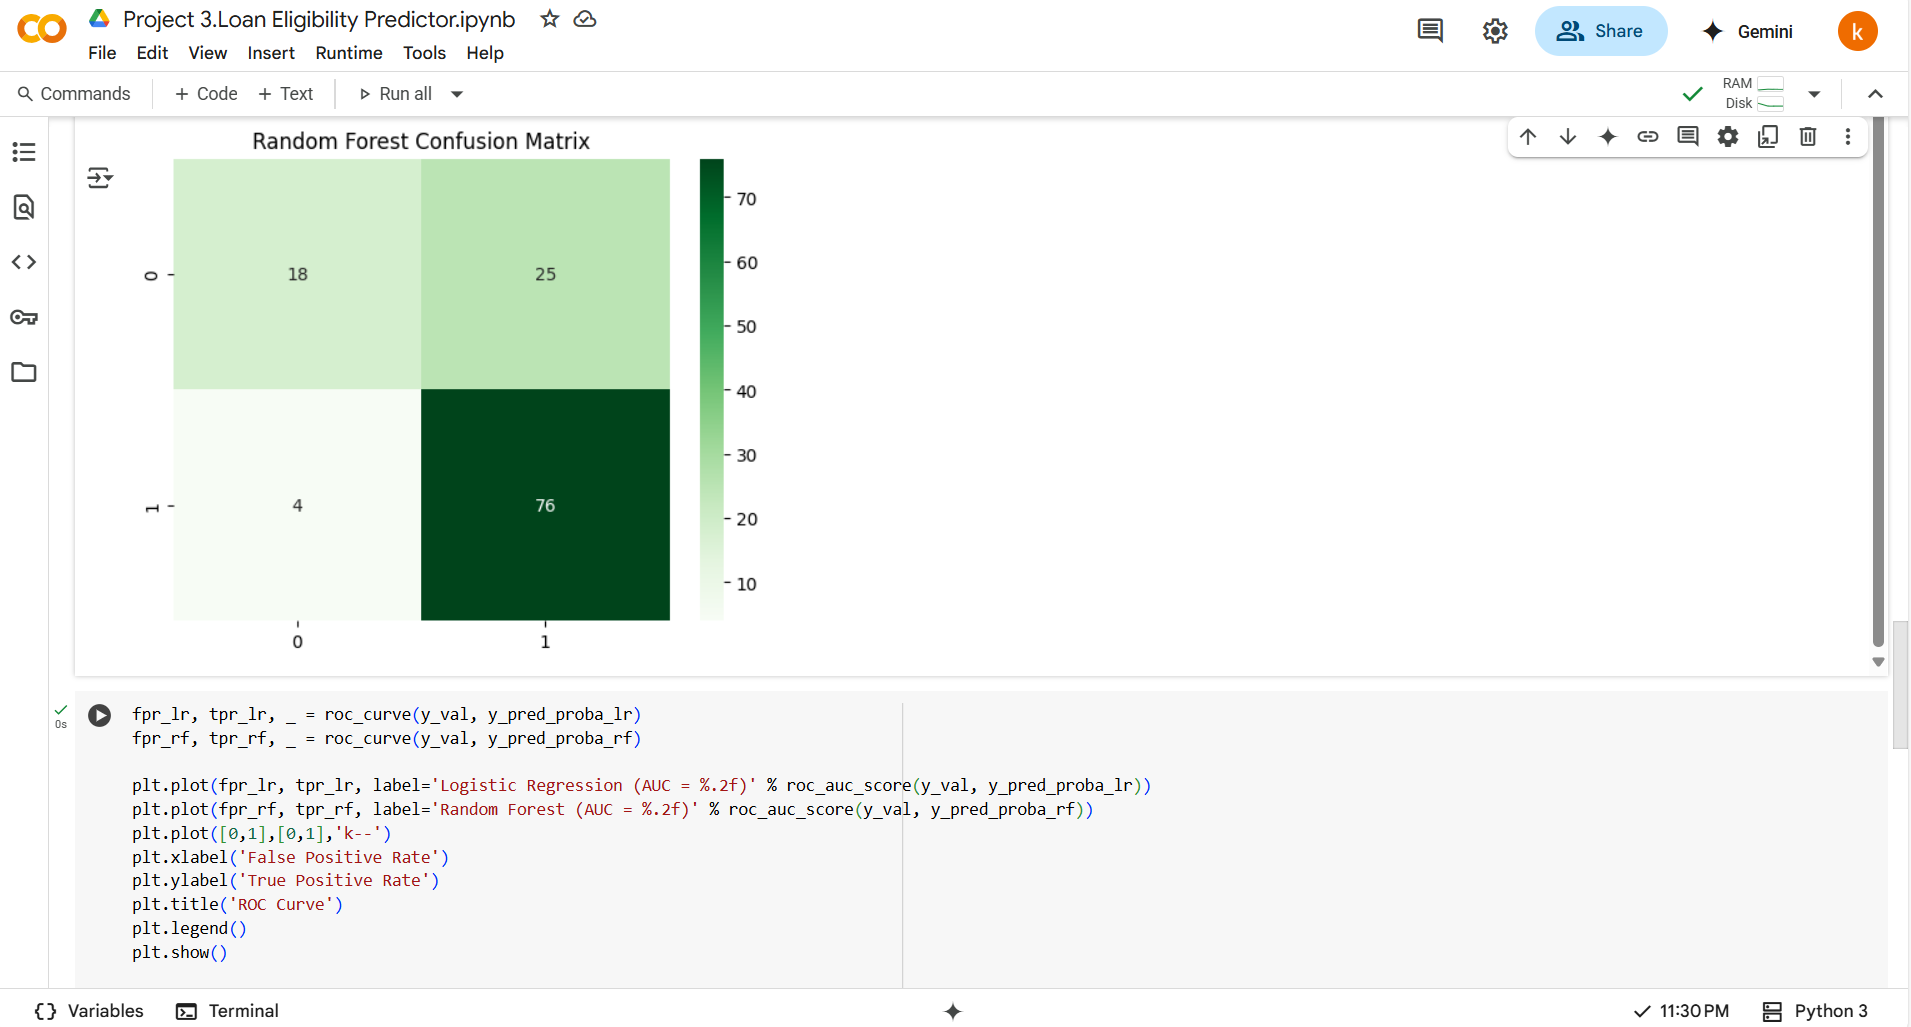 Project 3.Loan Eligibility Predictor.ipynb
File Edit View Insert Runtime Tools Help
Share
Gemini
k
Commands
+ Code
+ Text
Run all
RAM
Disk
Random Forest Confusion Matrix
0
18
25
1
4
76
0
1
70
60
50
40
30
20
10
0s
fpr_lr, tpr_lr, _ = roc_curve(y_val, y_pred_proba_lr)
fpr_rf, tpr_rf, _ = roc_curve(y_val, y_pred_proba_rf)
plt.plot(fpr_lr, tpr_lr, label='Logistic Regression (AUC = %.2f)' % roc_auc_score(y_val, y_pred_proba_lr))
plt.plot(fpr_rf, tpr_rf, label='Random Forest (AUC = %.2f)' % roc_auc_score(y_val, y_pred_proba_rf))
plt.plot([0,1],[0,1],'k--')
plt.xlabel('False Positive Rate')
plt.ylabel('True Positive Rate')
plt.title('ROC Curve')
plt.legend()
plt.show()
Variables
Terminal
11:30 PM
Python 3